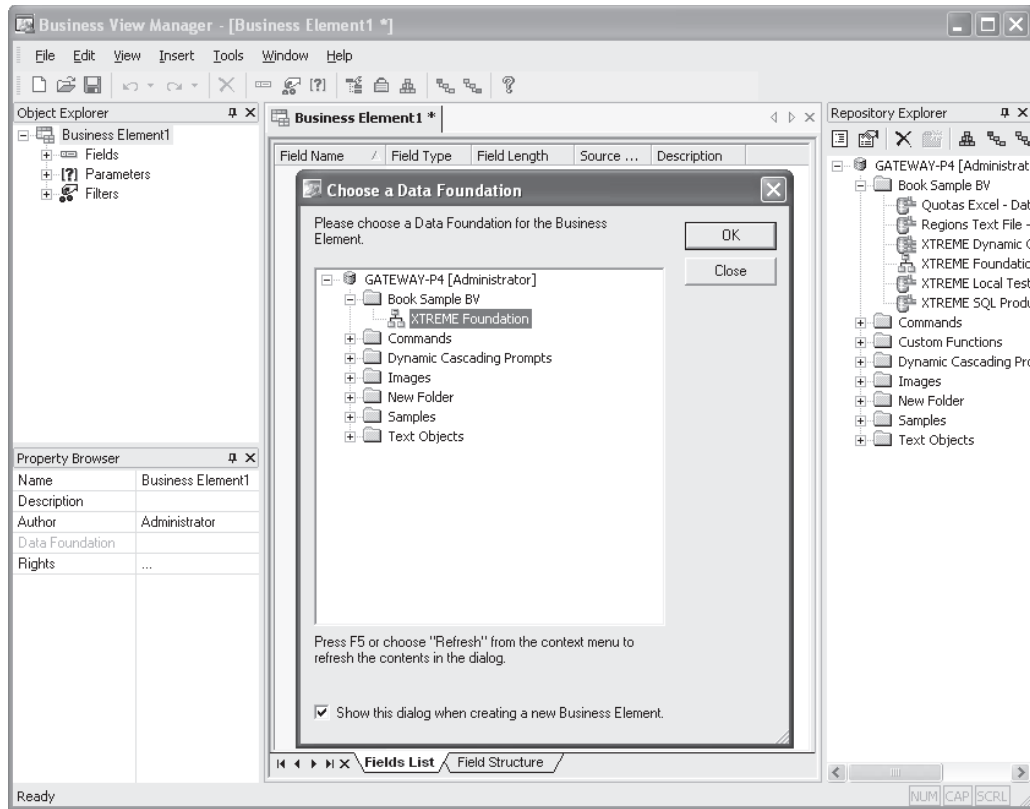 Business View Manager - [Business Element1 *]
File Edit View Insert Tools Window Help
Object Explorer
Business Element1
Fields
[?] Parameters
Filters
Property Browser
Name Business Element1
Description
Author Administrator
Data Foundation
Rights ...
Business Element1 *
Field Name Field Type Field Length Source ... Description
Choose a Data Foundation
Please choose a Data Foundation for the Business
Element.
OK
Close
GATEWAY-P4 [Administrator]
Book Sample BV
XTREME Foundation
Commands
Dynamic Cascading Prompts
Images
New Folder
Samples
Text Objects
Press F5 or choose "Refresh" from the context menu to
refresh the contents in the dialog.
Show this dialog when creating a new Business Element.
Fields List Field Structure
Repository Explorer
GATEWAY-P4 [Administrat
Book Sample BV
Quotas Excel - Dat
Regions Text File -
XTREME Dynamic C
XTREME Foundatio
XTREME Local Test
XTREME SQL Produ
Commands
Custom Functions
Dynamic Cascading Pro
Images
New Folder
Samples
Text Objects
Ready
NUM CAP SCRL